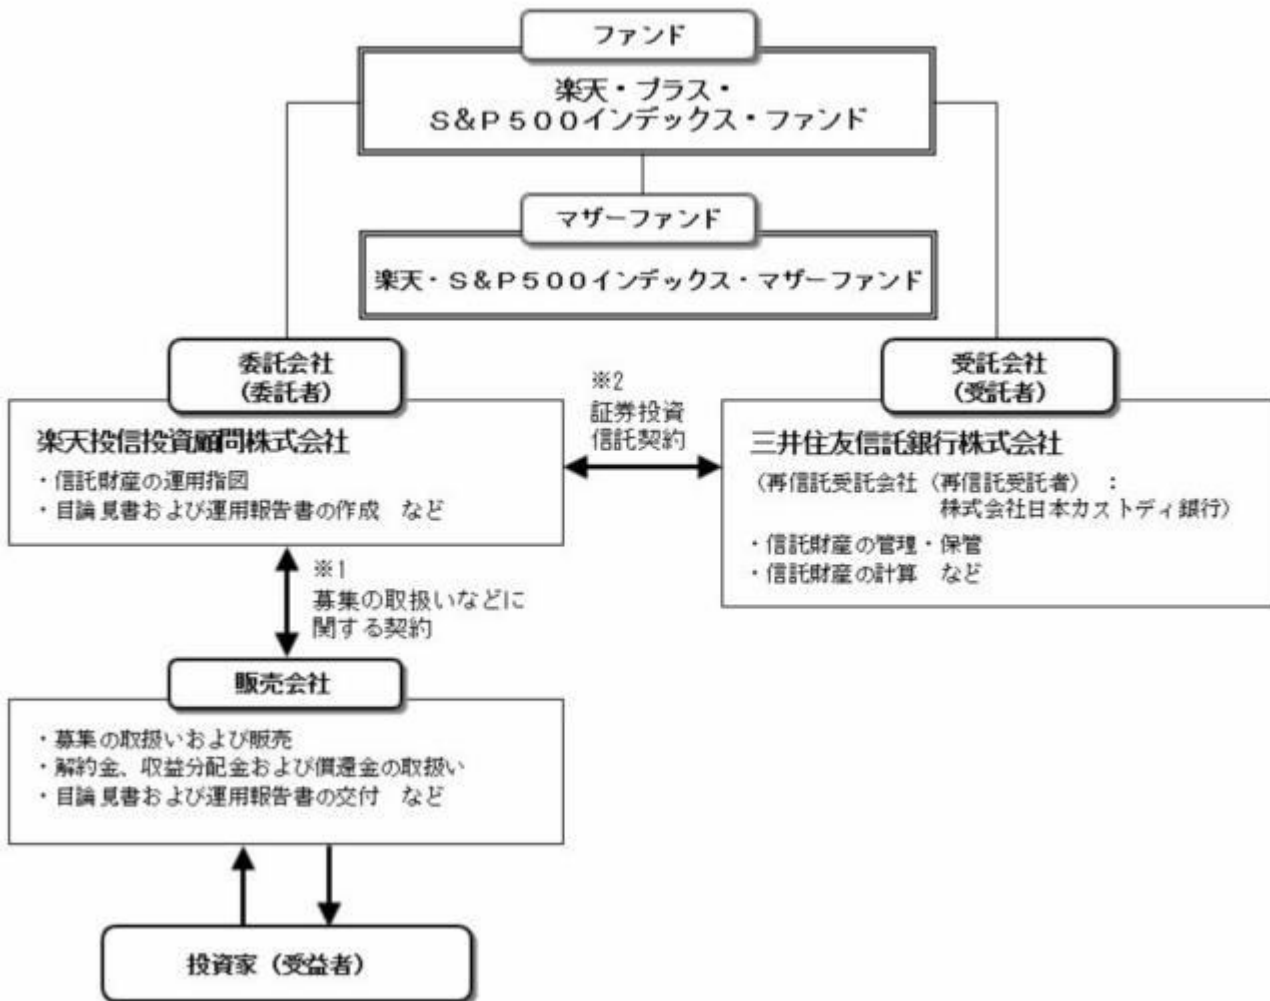 ファンド
楽天・プラス・
S&P500インデックス・ファンド
マザーファンド
楽天・S&P500インデックス・マザーファンド
委託会社
(委託者)
楽天投信投資顧問株式会社
・信託財産の運用指図
・目論見書および運用報告書の作成 など
※2
証券投資
信託契約
受託会社
(受託者)
三井住友信託銀行株式会社
(再信託受託会社(再信託受託者) :
株式会社日本カストディ銀行)
・信託財産の管理・保管
・信託財産の計算 など
※1
募集の取扱いなどに
関する契約
販売会社
・募集の取扱いおよび販売
・解約金、収益分配金および償還金の取扱い
・目論見書および運用報告書の交付 など
投資家(受益者)